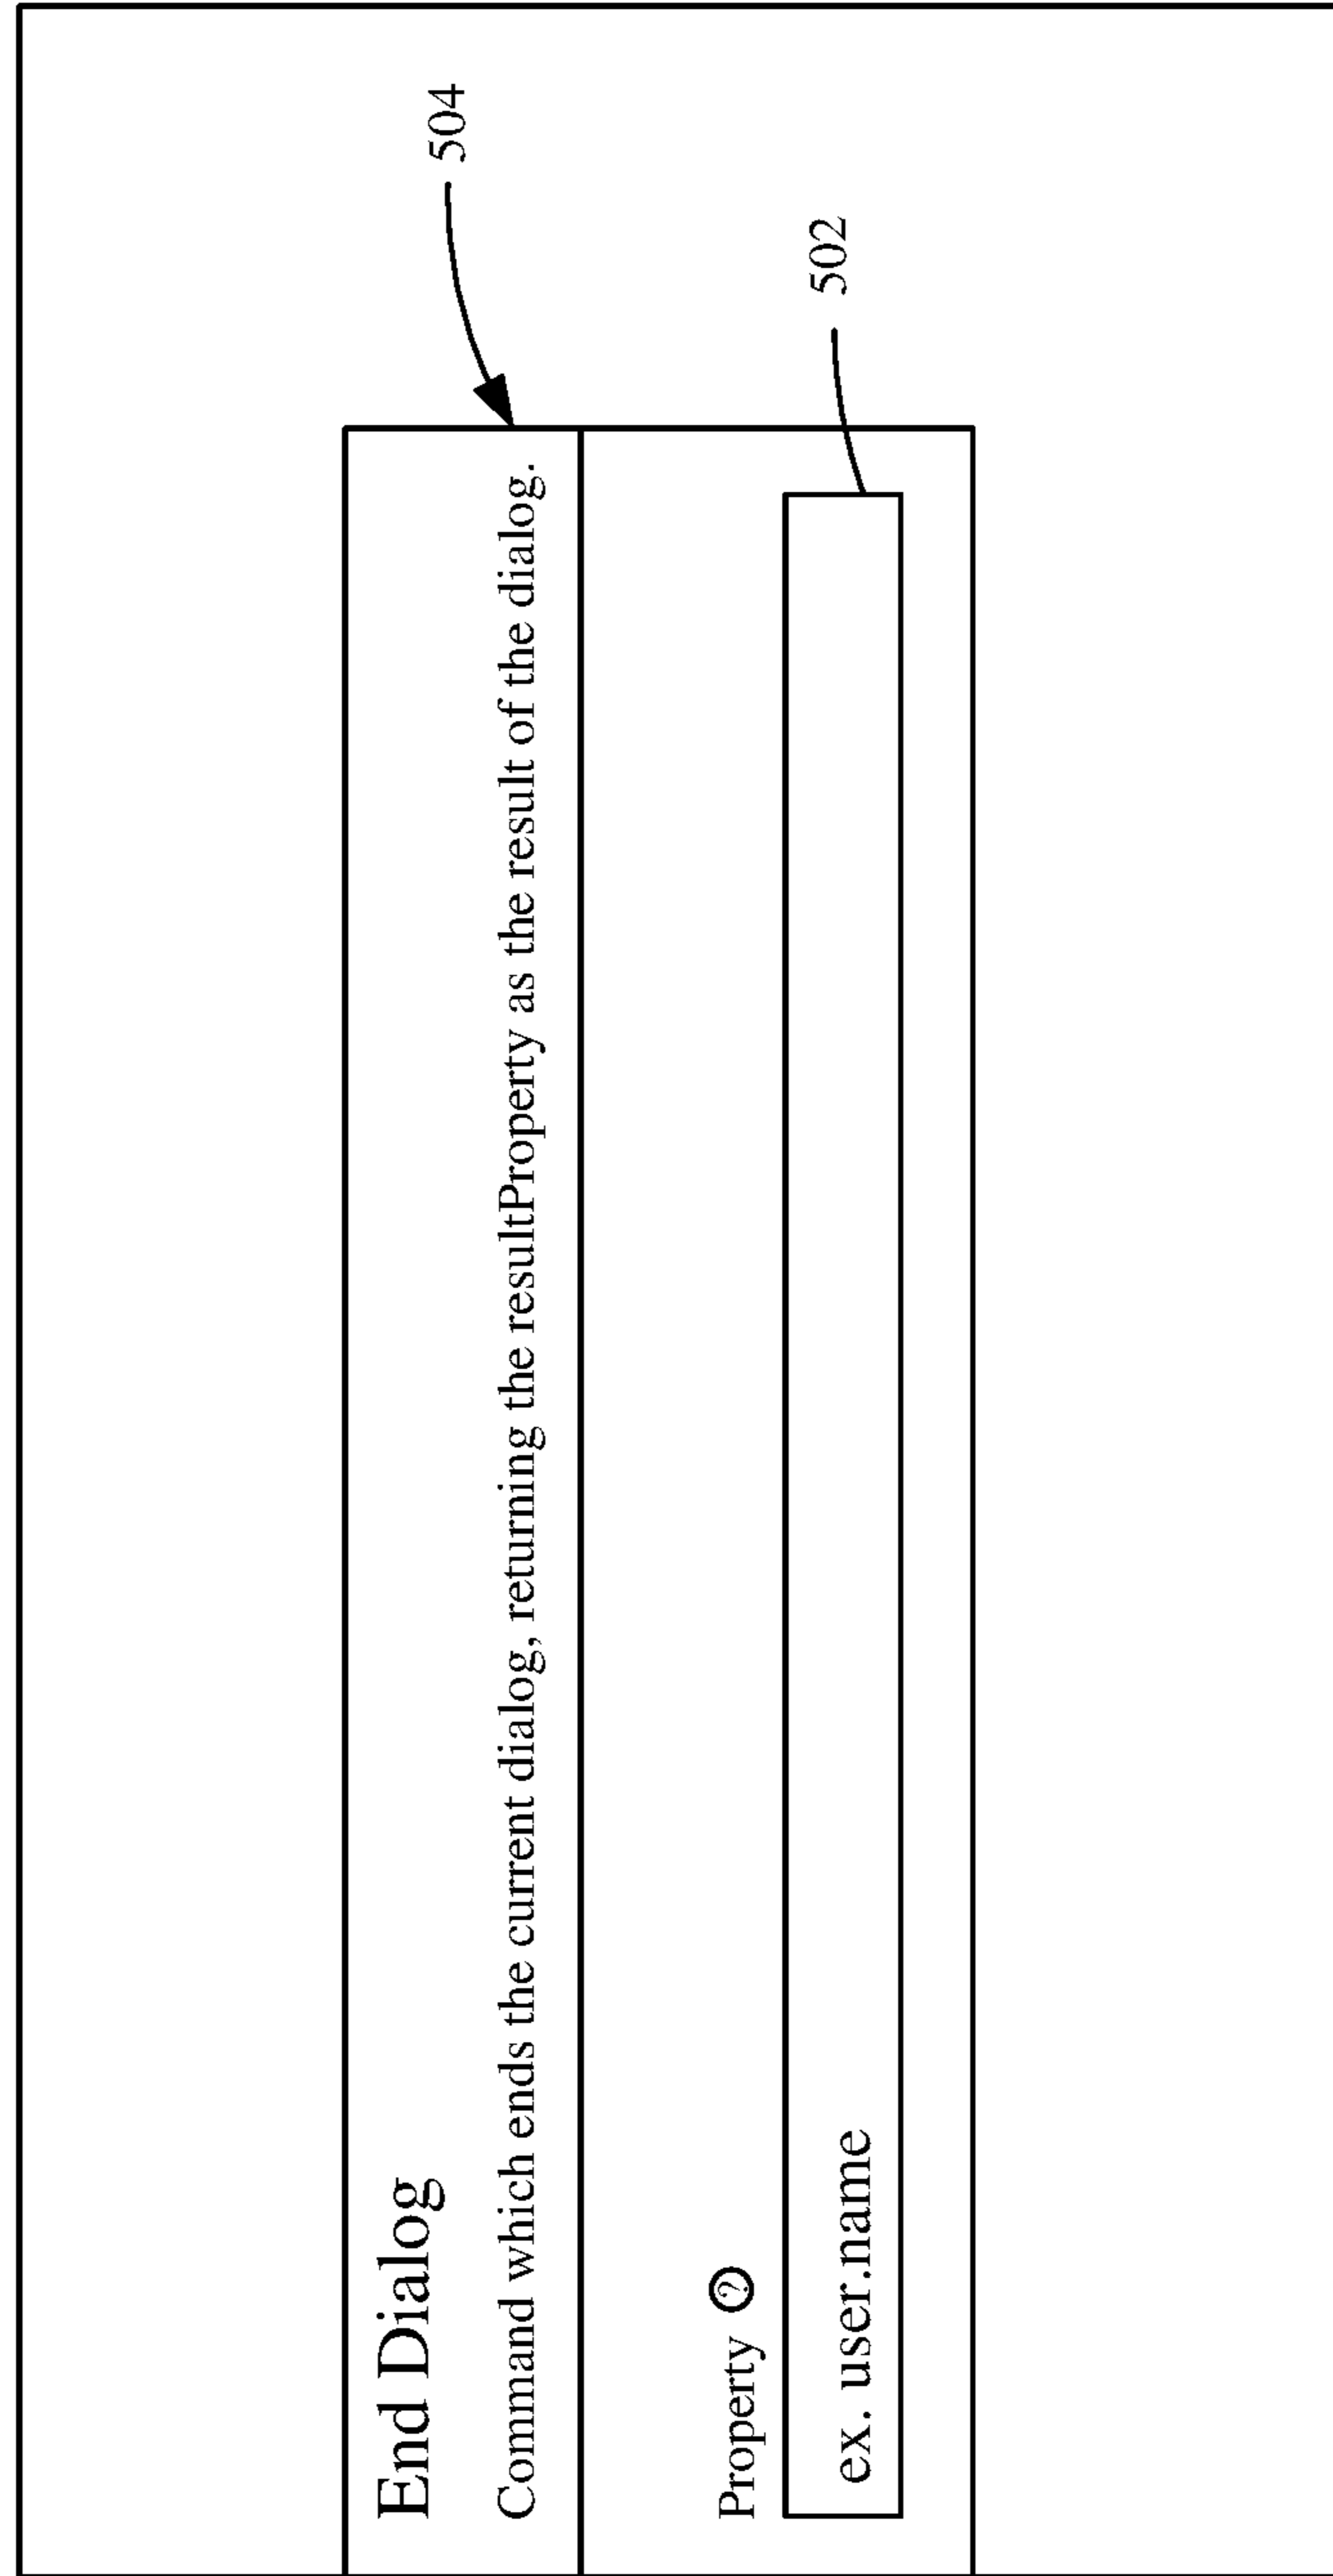 End Dialog
Command which ends the current dialog, returning the resultProperty as the result of the dialog.
504
Property ?
ex. user.name
502